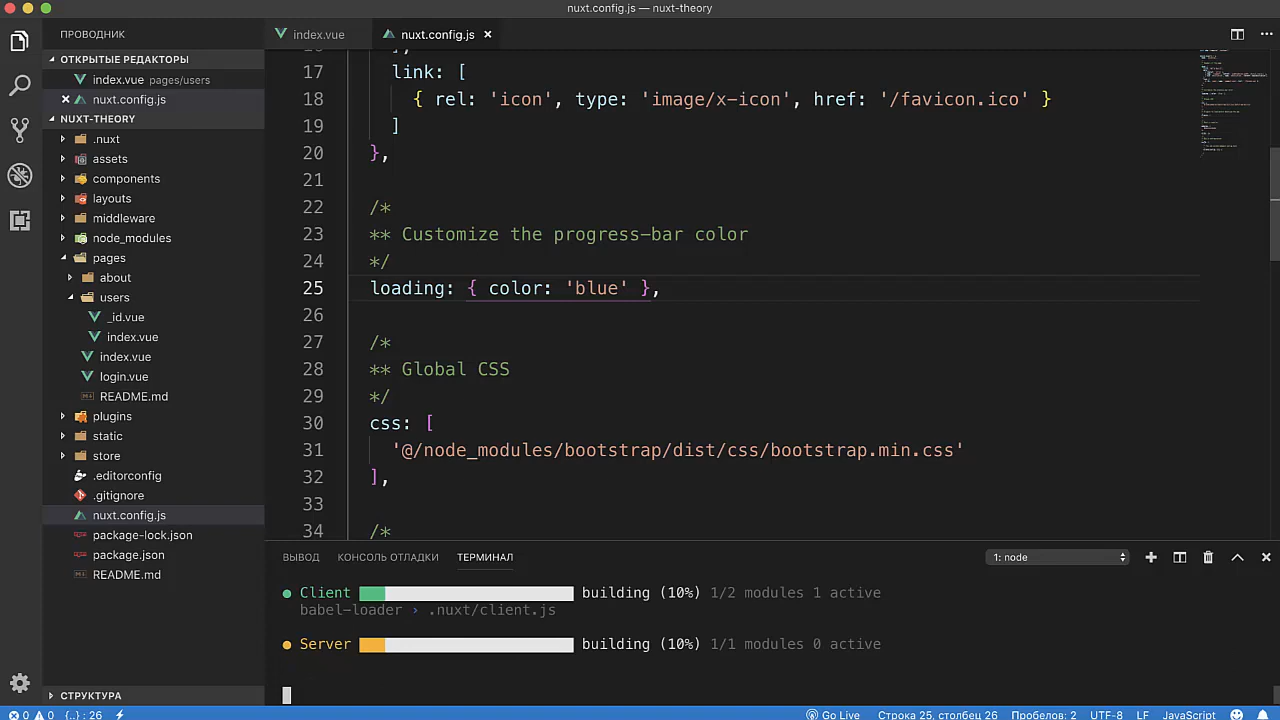 nuxt.config.js — nuxt-theory
ПРОВОДНИК
index.vue
nuxt.config.js
ОТКРЫТЫЕ РЕДАКТОРЫ
index.vue pages/users
nuxt.config.js
NUXT-THEORY
.nuxt
assets
components
layouts
middleware
node_modules
pages
about
users
_id.vue
index.vue
index.vue
login.vue
README.md
plugins
static
store
.editorconfig
.gitignore
nuxt.config.js
package-lock.json
package.json
README.md
СТРУКТУРА
17 link: [
18 { rel: 'icon', type: 'image/x-icon', href: '/favicon.ico' }
19 ]
20 },
21
22 /*
23 ** Customize the progress-bar color
24 */
25 loading: { color: 'blue' },
26
27 /*
28 ** Global CSS
29 */
30 css: [
31 '@/node_modules/bootstrap/dist/css/bootstrap.min.css'
32 ],
33
34 /*
ВЫВОД КОНСОЛЬ ОТЛАДКИ ТЕРМИНАЛ 1: node
Client building (10%) 1/2 modules 1 active
babel-loader › .nuxt/client.js
Server building (10%) 1/1 modules 0 active
0 0 {..} : 26 Go Live Строка 25, столбец 26 Пробелов: 2 UTF-8 LF JavaScript